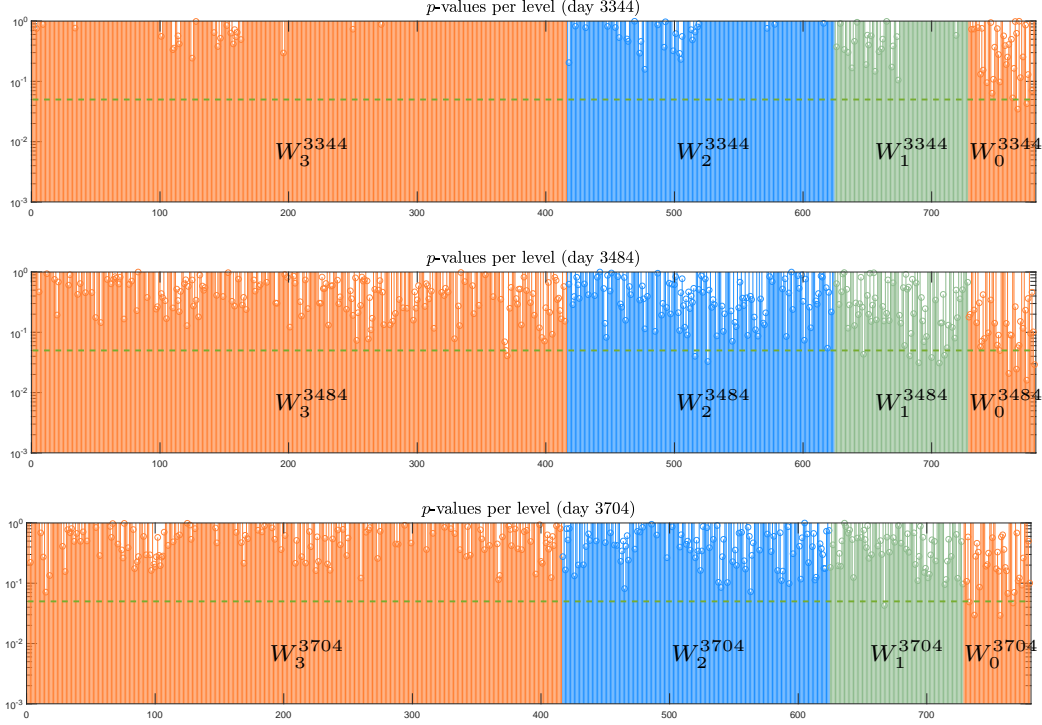 p-values per level (day 3344)
10^0
10^-1
10^-2
10^-3
W_3^3344 W_2^3344 W_1^3344 W_0^3344
0 100 200 300 400 500 600 700
p-values per level (day 3484)
10^0
10^-1
10^-2
10^-3
W_3^3484 W_2^3484 W_1^3484 W_0^3484
0 100 200 300 400 500 600 700
p-values per level (day 3704)
10^0
10^-1
10^-2
10^-3
W_3^3704 W_2^3704 W_1^3704 W_0^3704
0 100 200 300 400 500 600 700